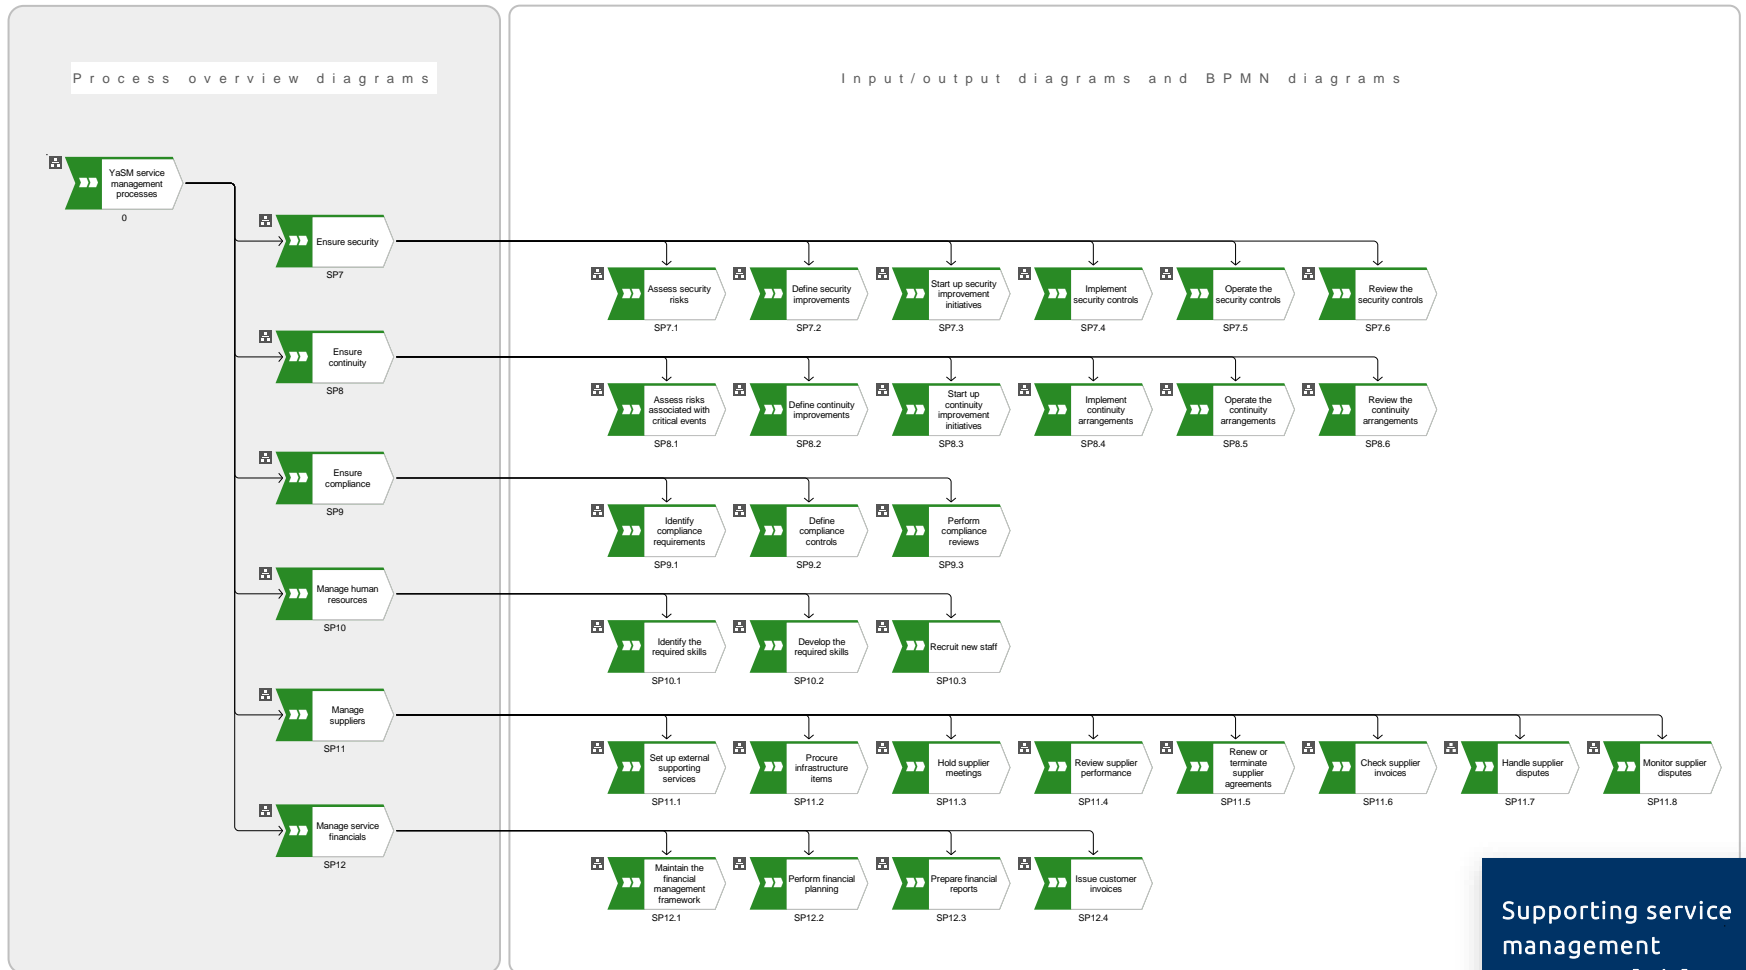 Process overview diagrams
Input/output diagrams and BPMN diagrams
YaSM service
management
processes
0
Ensure security
SP7
Assess security
risks
SP7.1
Define security
improvements
SP7.2
Start up security
improvement
initiatives
SP7.3
Implement
security controls
SP7.4
Operate the
security controls
SP7.5
Review the
security controls
SP7.6
Ensure
continuity
SP8
Assess risks
associated with
critical events
SP8.1
Define continuity
improvements
SP8.2
Start up
continuity
improvement
initiatives
SP8.3
Implement
continuity
arrangements
SP8.4
Operate the
continuity
arrangements
SP8.5
Review the
continuity
arrangements
SP8.6
Ensure
compliance
SP9
Identify
compliance
requirements
SP9.1
Define
compliance
controls
SP9.2
Perform
compliance
reviews
SP9.3
Manage human
resources
SP10
Identify the
required skills
SP10.1
Develop the
required skills
SP10.2
Recruit new staff
SP10.3
Manage
suppliers
SP11
Set up external
supporting
services
SP11.1
Procure
infrastructure
items
SP11.2
Hold supplier
meetings
SP11.3
Review supplier
performance
SP11.4
Renew or
terminate
supplier
agreements
SP11.5
Check supplier
invoices
SP11.6
Handle supplier
disputes
SP11.7
Monitor supplier
disputes
SP11.8
Manage service
financials
SP12
Maintain the
financial
management
framework
SP12.1
Perform financial
planning
SP12.2
Prepare financial
reports
SP12.3
Issue customer
invoices
SP12.4
Supporting service
management